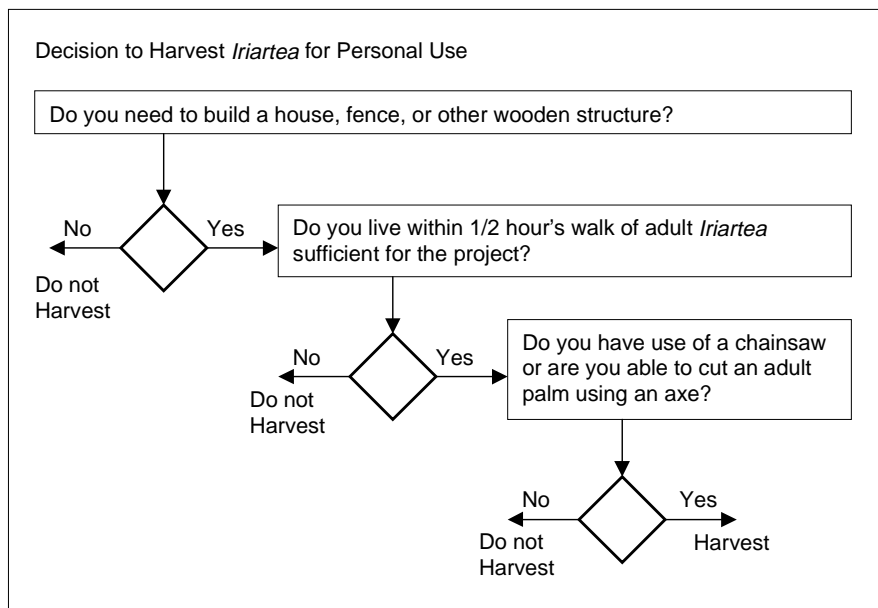 Decision to Harvest Iriartea for Personal Use
Do you need to build a house, fence, or other wooden structure?
No
Yes
Do not
Harvest
Do you live within 1/2 hour's walk of adult Iriartea
sufficient for the project?
No
Yes
Do not
Harvest
Do you have use of a chainsaw
or are you able to cut an adult
palm using an axe?
No
Yes
Do not
Harvest
Harvest